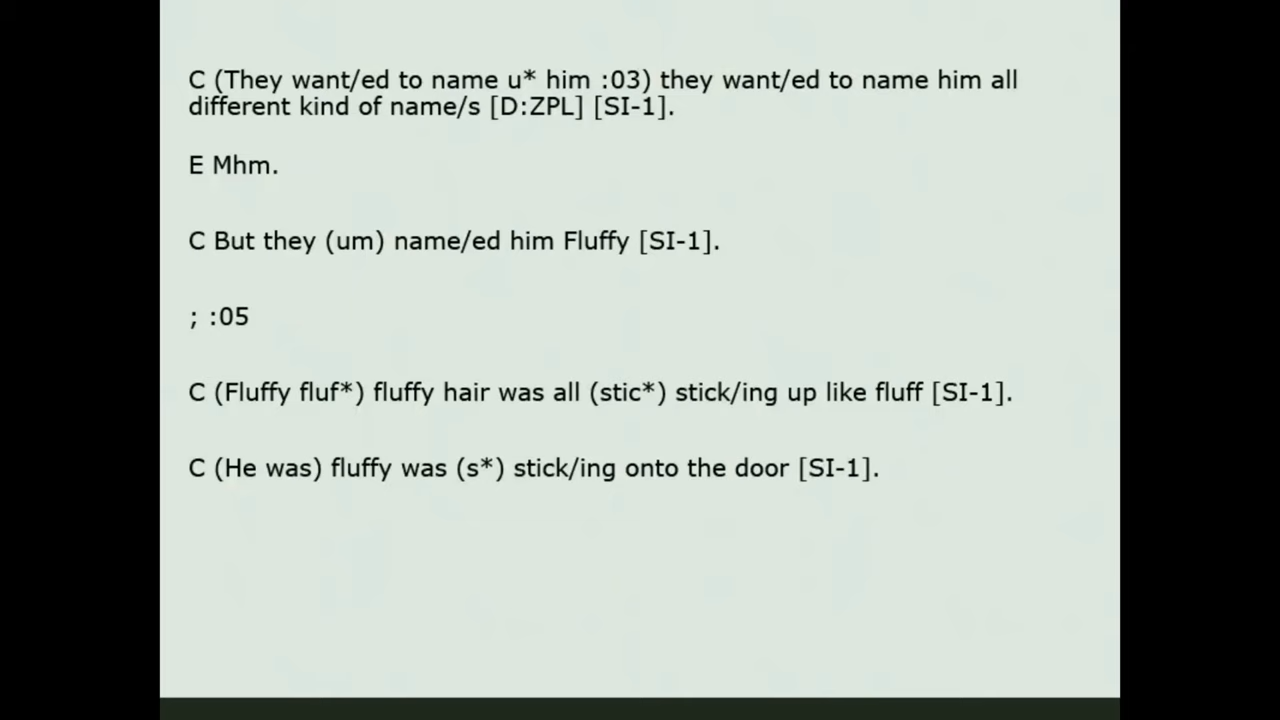 C (They want/ed to name u* him :03) they want/ed to name him all
different kind of name/s [D:ZPL] [SI-1].
E Mhm.
C But they (um) name/ed him Fluffy [SI-1].
; :05
C (Fluffy fluf*) fluffy hair was all (stic*) stick/ing up like fluff [SI-1].
C (He was) fluffy was (s*) stick/ing onto the door [SI-1].